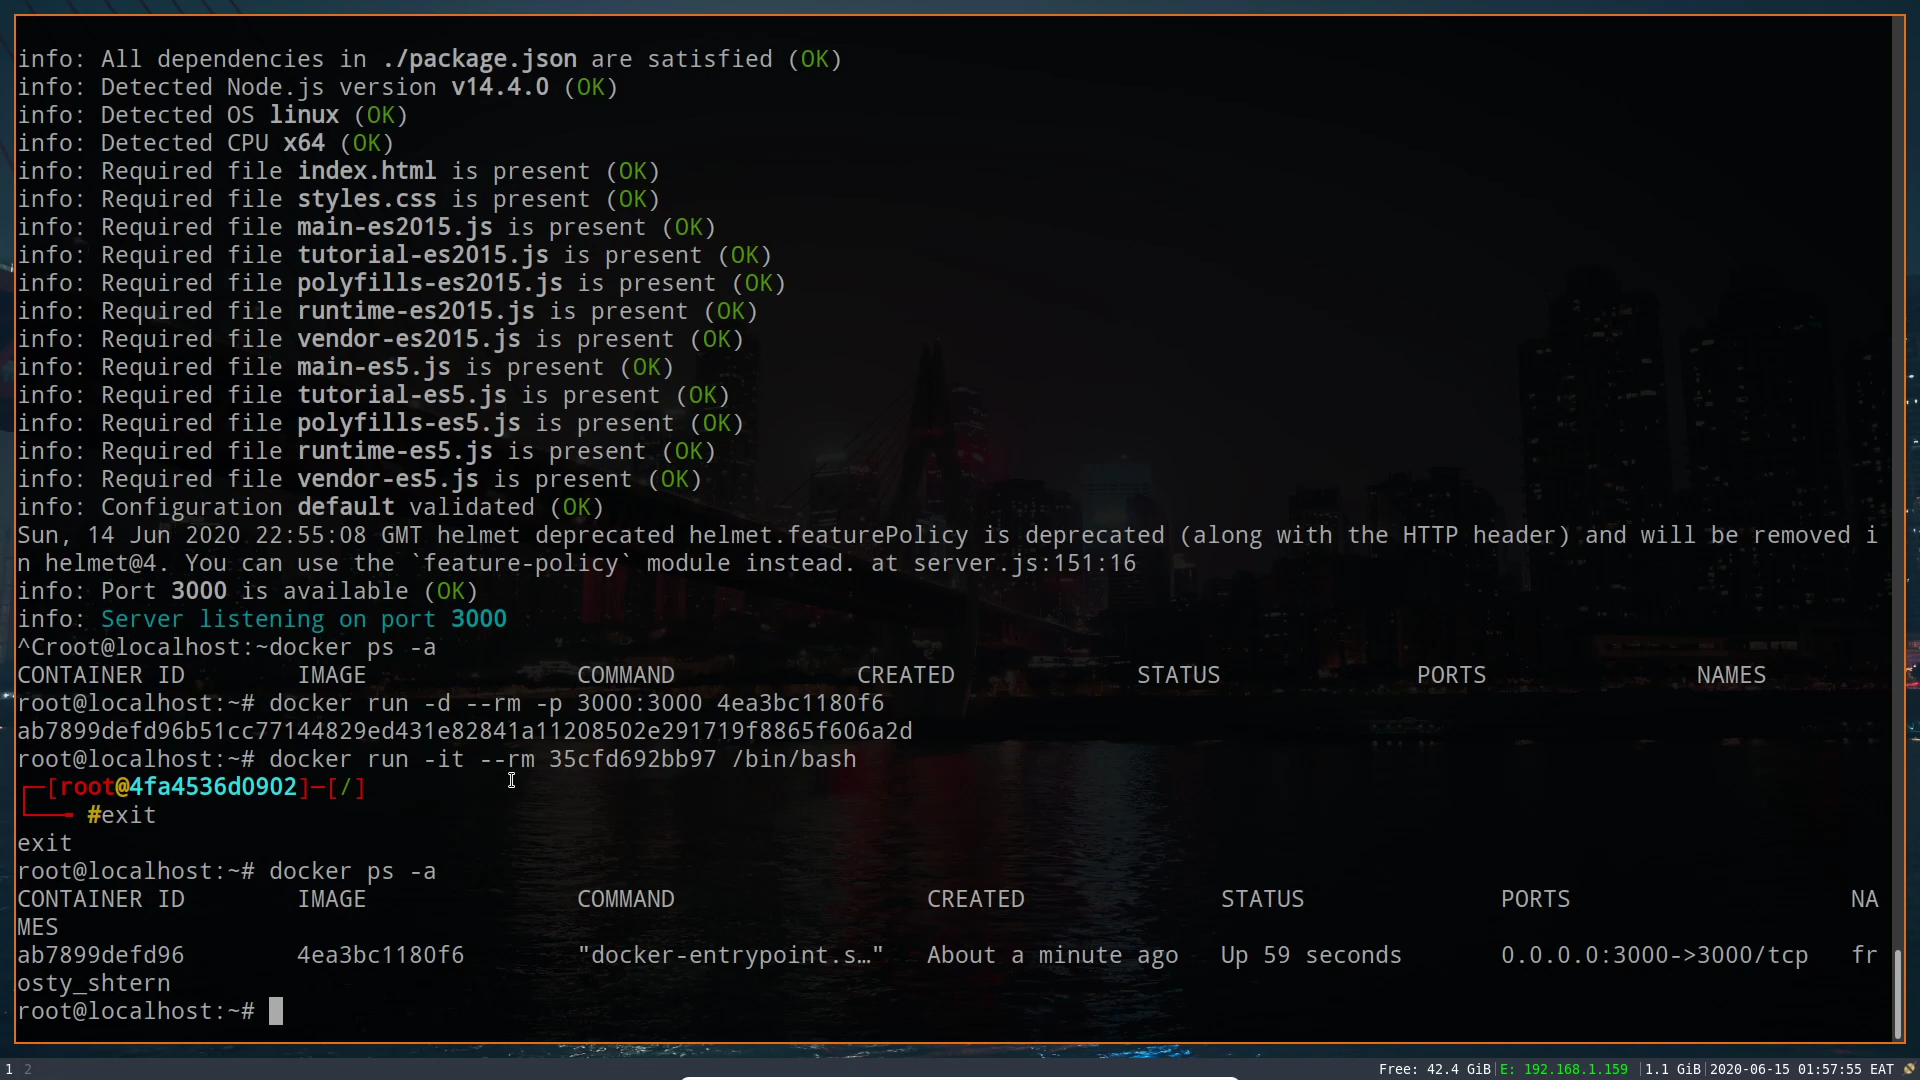 info: All dependencies in ./package.json are satisfied (OK)
info: Detected Node.js version v14.4.0 (OK)
info: Detected OS linux (OK)
info: Detected CPU x64 (OK)
info: Required file index.html is present (OK)
info: Required file styles.css is present (OK)
info: Required file main-es2015.js is present (OK)
info: Required file tutorial-es2015.js is present (OK)
info: Required file polyfills-es2015.js is present (OK)
info: Required file runtime-es2015.js is present (OK)
info: Required file vendor-es2015.js is present (OK)
info: Required file main-es5.js is present (OK)
info: Required file tutorial-es5.js is present (OK)
info: Required file polyfills-es5.js is present (OK)
info: Required file runtime-es5.js is present (OK)
info: Required file vendor-es5.js is present (OK)
info: Configuration default validated (OK)
Sun, 14 Jun 2020 22:55:08 GMT helmet deprecated helmet.featurePolicy is deprecated (along with the HTTP header) and will be removed i
n helmet@4. You can use the `feature-policy` module instead. at server.js:151:16
info: Port 3000 is available (OK)
info: Server listening on port 3000
^Croot@localhost:~docker ps -a
CONTAINER ID IMAGE COMMAND CREATED STATUS PORTS NAMES
root@localhost:~# docker run -d --rm -p 3000:3000 4ea3bc1180f6
ab7899defd96b51cc77144829ed431e82841a11208502e291719f8865f606a2d
root@localhost:~# docker run -it --rm 35cfd692bb97 /bin/bash
┌─[root@4fa4536d0902]─[/]
└──╼ #exit
exit
root@localhost:~# docker ps -a
CONTAINER ID IMAGE COMMAND CREATED STATUS PORTS NA
MES
ab7899defd96 4ea3bc1180f6 "docker-entrypoint.s…" About a minute ago Up 59 seconds 0.0.0.0:3000->3000/tcp fr
osty_shtern
root@localhost:~#
1 2 Free: 42.4 GiB|E: 192.168.1.159 |1.1 GiB|2020-06-15 01:57:55 EAT